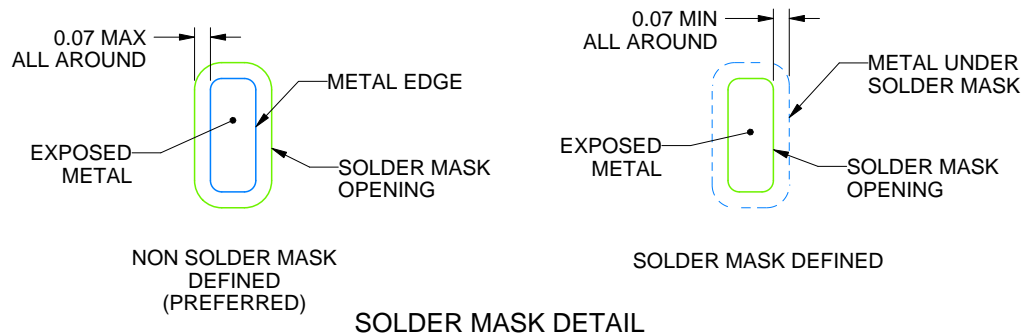 0.07 MAX
ALL AROUND
METAL EDGE
EXPOSED
METAL
SOLDER MASK
OPENING
NON SOLDER MASK
DEFINED
(PREFERRED)
0.07 MIN
ALL AROUND
METAL UNDER
SOLDER MASK
EXPOSED
METAL
SOLDER MASK
OPENING
SOLDER MASK DEFINED
SOLDER MASK DETAIL